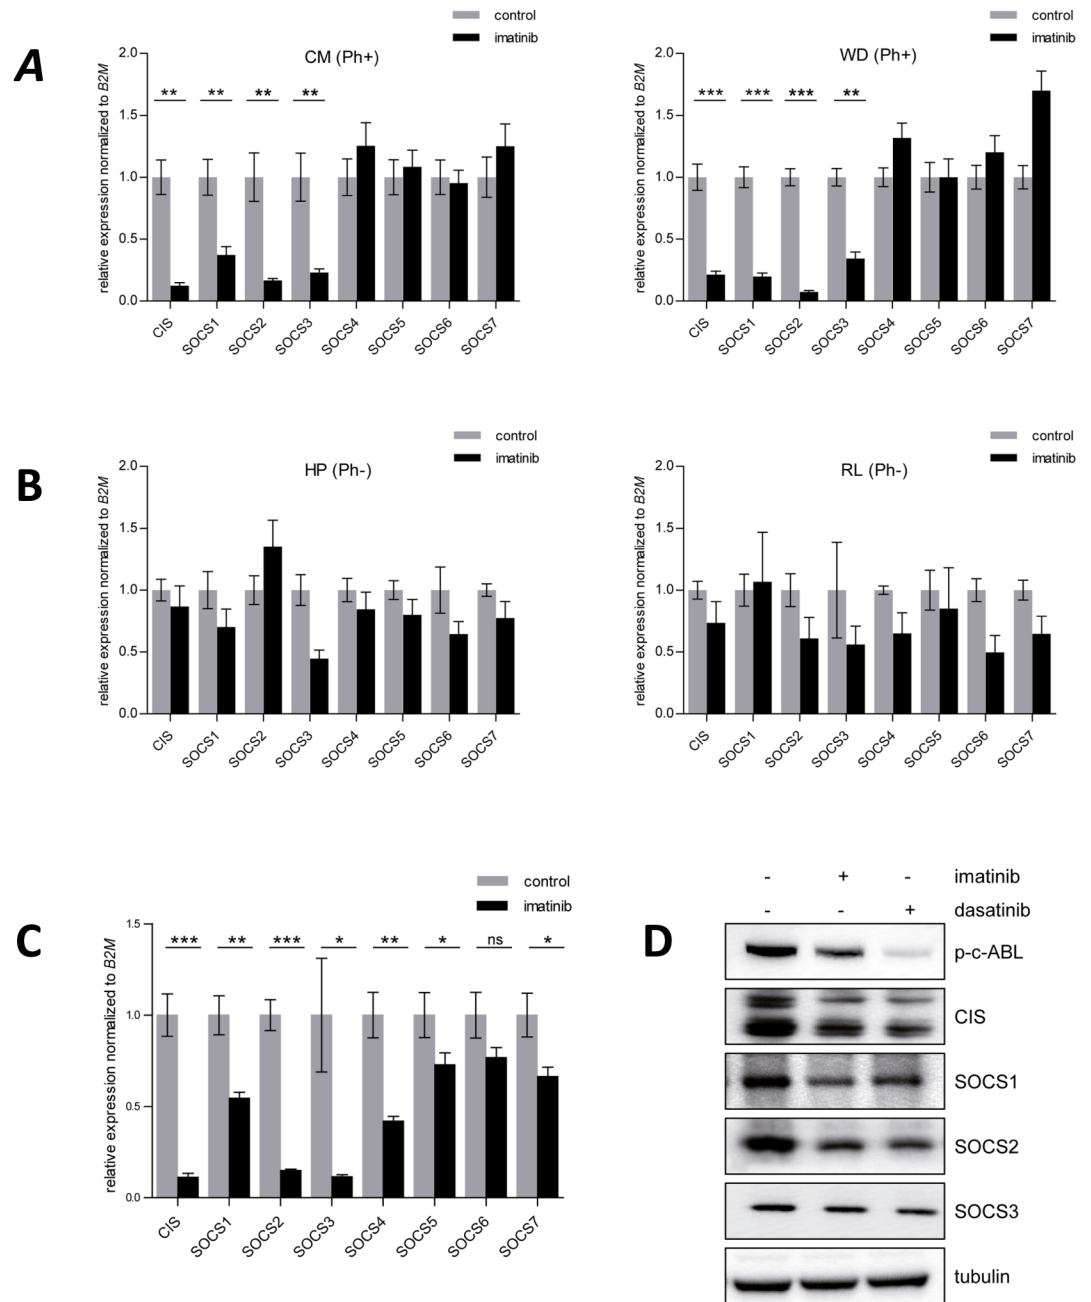 A
control
imatinib
CM (Ph+)
relative expression normalized to B2M
2.0
1.5
1.0
0.5
0.0
** ** ** **
CIS SOCS1 SOCS2 SOCS3 SOCS4 SOCS5 SOCS6 SOCS7
control
imatinib
WD (Ph+)
relative expression normalized to B2M
2.0
1.5
1.0
0.5
0.0
*** *** *** **
CIS SOCS1 SOCS2 SOCS3 SOCS4 SOCS5 SOCS6 SOCS7
B
control
imatinib
HP (Ph-)
relative expression normalized to B2M
2.0
1.5
1.0
0.5
0.0
CIS SOCS1 SOCS2 SOCS3 SOCS4 SOCS5 SOCS6 SOCS7
control
imatinib
RL (Ph-)
relative expression normalized to B2M
2.0
1.5
1.0
0.5
0.0
CIS SOCS1 SOCS2 SOCS3 SOCS4 SOCS5 SOCS6 SOCS7
C
control
imatinib
relative expression normalized to B2M
1.5
1.0
0.5
0.0
*** ** *** * ** * ns *
CIS SOCS1 SOCS2 SOCS3 SOCS4 SOCS5 SOCS6 SOCS7
D
- + - imatinib
- - + dasatinib
p-c-ABL
CIS
SOCS1
SOCS2
SOCS3
tubulin